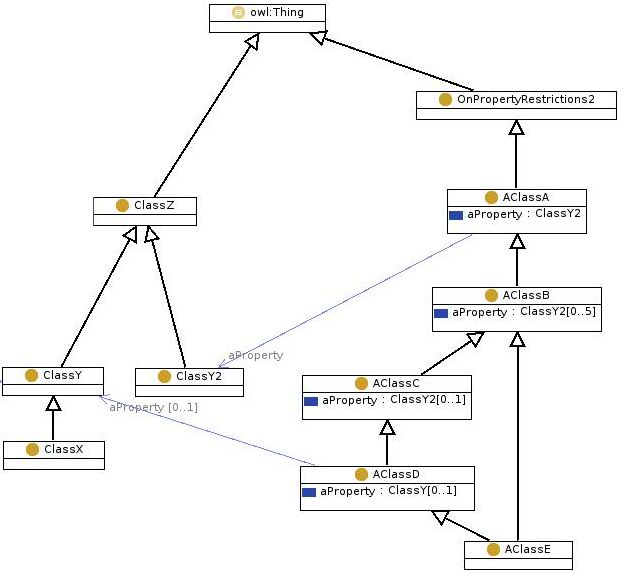 owl:Thing
OnPropertyRestrictions2
ClassZ
AClassA
aProperty : ClassY2
AClassB
aProperty : ClassY2[0..5]
aProperty
ClassY
ClassY2
AClassC
aProperty : ClassY2[0..1]
aProperty [0..1]
ClassX
AClassD
aProperty : ClassY[0..1]
AClassE